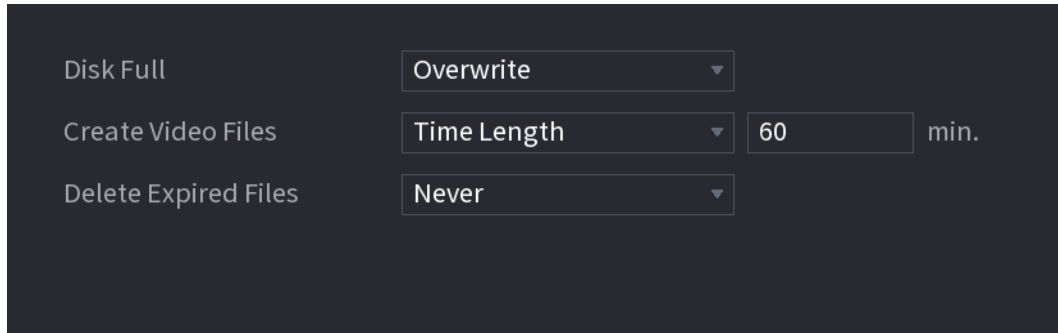 Disk Full Overwrite
Create Video Files Time Length 60 min.
Delete Expired Files Never